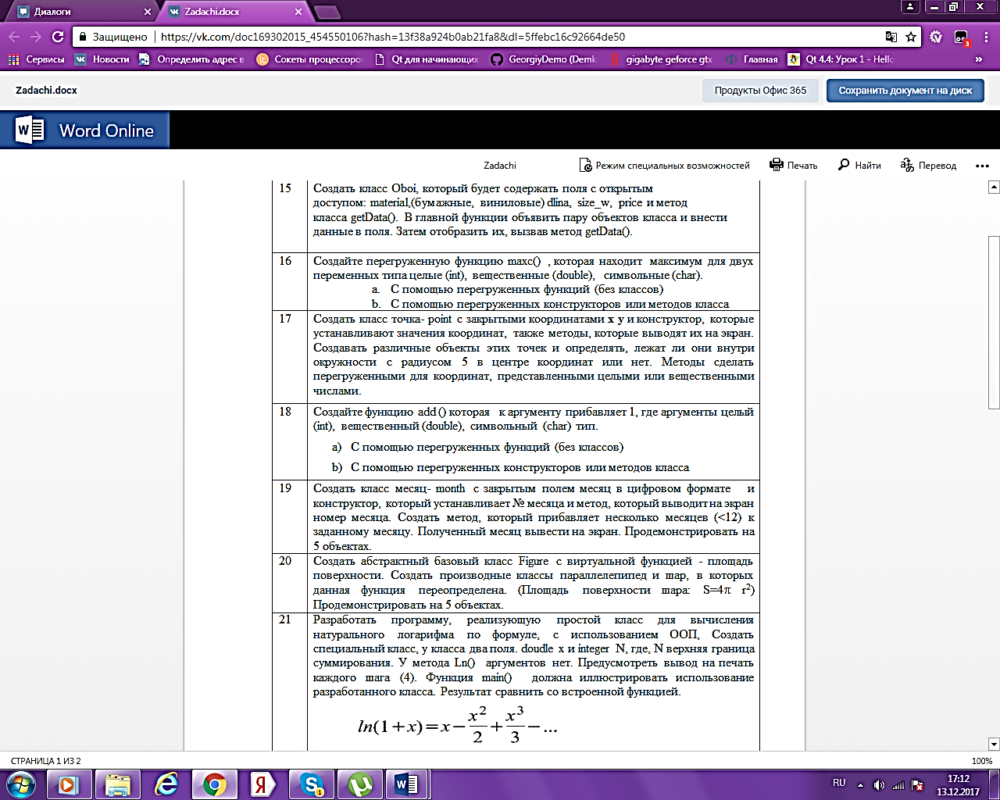 Диалоги
Zadachi.docx
Защищено
https://vk.com/doc169302015_454550106?hash=13f38a924b0ab21fa8&dl=5ffebc16c92664de50
3
Сервисы
Новости
Определить адрес в
Сокеты процессоро
Qt для начинающих
GeorgiyDemo (Demk
gigabyte geforce gtx
Главная
Qt 4.4: Урок 1 - Hello
»
Zadachi.docx
Продукты Офис 365
Сохранить документ на диск
Word Online
Zadachi
Режим специальных возможностей
Печать
Найти
Перевод
15 Создать класс Oboi, который будет содержать поля с открытым
доступом: material,(бумажные, виниловые) dlina, size_w, price и метод
класса getData(). В главной функции объявить пару объектов класса и внести
данные в поля. Затем отобразить их, вызвав метод getData().
16 Создайте перегруженную функцию maxc() , которая находит максимум для двух
переменных типа целые (int), вещественные (double), символьные (char).
a. С помощью перегруженных функций (без классов)
b. С помощью перегруженных конструкторов или методов класса
17 Создать класс точка- point с закрытыми координатами x y и конструктор, которые
устанавливают значения координат, также методы, которые выводят их на экран.
Создавать различные объекты этих точек и определять, лежат ли они внутри
окружности с радиусом 5 в центре координат или нет. Методы сделать
перегруженными для координат, представленными целыми или вещественными
числами.
18 Создайте функцию add () которая к аргументу прибавляет 1, где аргументы целый
(int), вещественный (double), символьный (char) тип.
a) С помощью перегруженных функций (без классов)
b) С помощью перегруженных конструкторов или методов класса
19 Создать класс месяц- month с закрытым полем месяц в цифровом формате и
конструктор, который устанавливает № месяца и метод, который выводит на экран
номер месяца. Создать метод, который прибавляет несколько месяцев (<12) к
заданному месяцу. Полученный месяц вывести на экран. Продемонстрировать на
5 объектах.
20 Создать абстрактный базовый класс Figure с виртуальной функцией - площадь
поверхности. Создать производные классы параллелепипед и шар, в которых
данная функция переопределена. (Площадь поверхности шара: S=4π r²)
Продемонстрировать на 5 объектах.
21 Разработать программу, реализующую простой класс для вычисления
натурального логарифма по формуле, с использованием ООП, Создать
специальный класс, у класса два поля. doudle x и integer N, где, N верхняя граница
суммирования. У метода Ln() аргументов нет. Предусмотреть вывод на печать
каждого шага (4). Функция main() должна иллюстрировать использование
разработанного класса. Результат сравнить со встроенной функцией.
ln(1+x)=x−x²/2+x³/3−...
СТРАНИЦА 1 ИЗ 2
100%
1
RU
17:12
13.12.2017